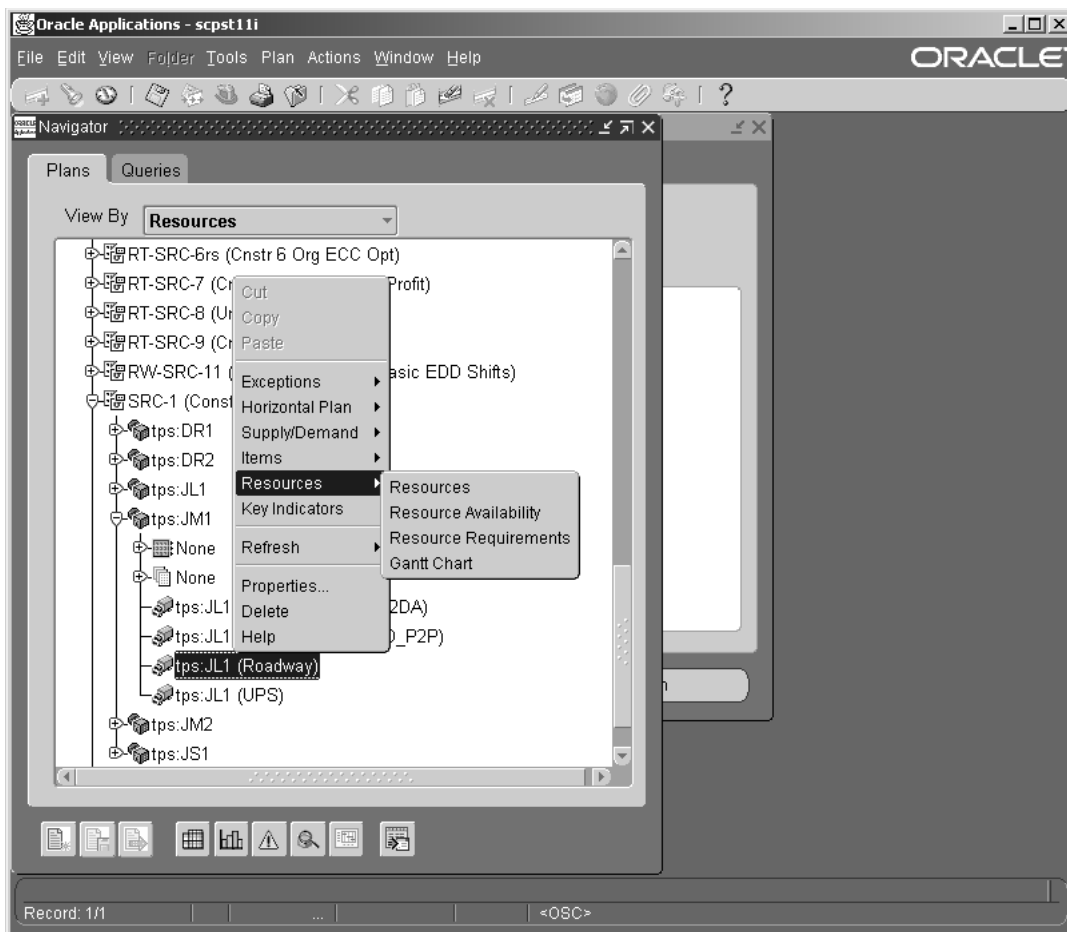 Oracle Applications - scpst11i
File Edit View Folder Tools Plan Actions Window Help
ORACLE
?
Navigator
Plans Queries
View By Resources
RT-SRC-6rs (Cnstr 6 Org ECC Opt)
RT-SRC-7 (Cr Profit)
RT-SRC-8 (Ur
RT-SRC-9 (Cr
RW-SRC-11 ( asic EDD Shifts)
SRC-1 (Const
tps:DR1
tps:DR2
tps:JL1
tps:JM1
None
None
tps:JL1 2DA)
tps:JL1 _P2P)
tps:JL1 (Roadway)
tps:JL1 (UPS)
tps:JM2
tps:JS1
Cut
Copy
Paste
Exceptions
Horizontal Plan
Supply/Demand
Items
Resources
Key Indicators
Refresh
Properties...
Delete
Help
Resources
Resource Availability
Resource Requirements
Gantt Chart
Record: 1/1 ... <OSC>